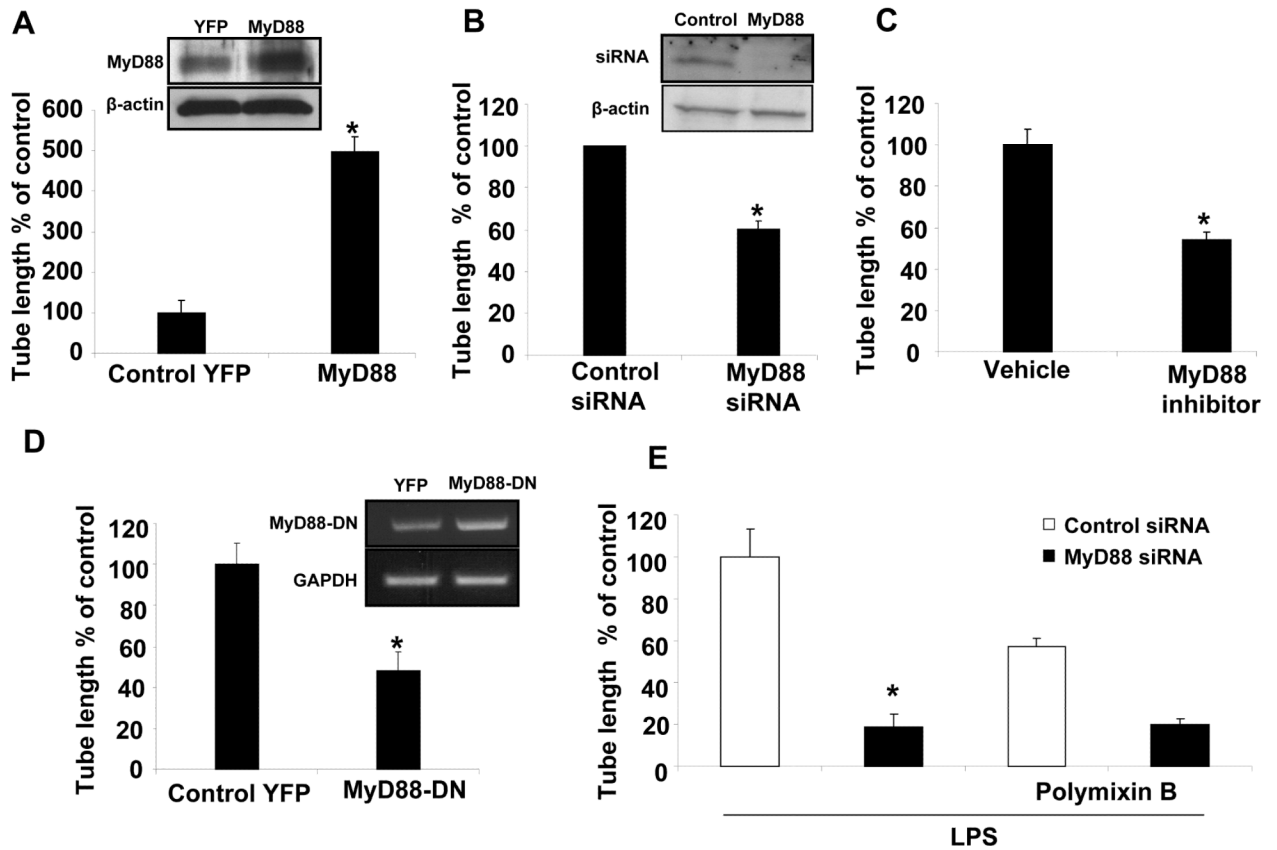 A
YFP MyD88
MyD88
β-actin
Tube length % of control
600
500
400
300
200
100
0
*
Control YFP MyD88
B
Control MyD88
siRNA
β-actin
Tube length % of control
120
100
80
60
40
20
0
*
Control
siRNA
MyD88
siRNA
C
Tube length % of control
120
100
80
60
40
20
0
*
Vehicle
MyD88
inhibitor
D
YFP MyD88-DN
MyD88-DN
GAPDH
Tube length % of control
120
100
80
60
40
20
0
*
Control YFP MyD88-DN
E
Tube length % of control
120
100
80
60
40
20
0
*
Control siRNA
MyD88 siRNA
Polymixin B
LPS